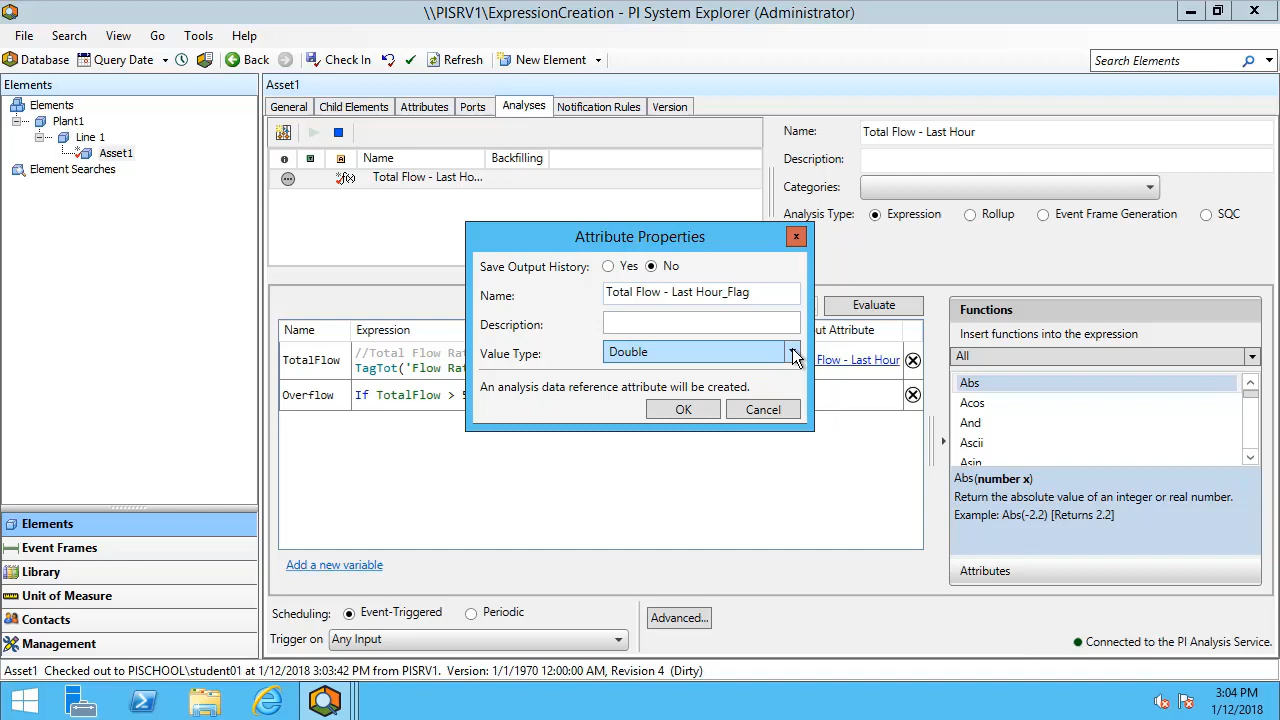 \\PISRV1\ExpressionCreation - PI System Explorer (Administrator)
File Search View Go Tools Help
Database Query Date Back Check In Refresh New Element Search Elements
Elements
Elements
Plant1
Line 1
Asset1
Element Searches
Asset1
General Child Elements Attributes Ports Analyses Notification Rules Version
Name Backfilling
Total Flow - Last Ho...
Name: Total Flow - Last Hour
Description:
Categories:
Analysis Type: Expression Rollup Event Frame Generation SQC
Attribute Properties
Save Output History: Yes No
Name: Total Flow - Last Hour_Flag
Description:
Value Type: Double
An analysis data reference attribute will be created.
OK Cancel
Evaluate
Name Expression Attribute
TotalFlow //Total Flow
TagTot('Flow Flow - Last Hour
Overflow If TotalFlow >
Add a new variable
Functions
Insert functions into the expression
All
Abs
Acos
And
Ascii
Asin
Abs(number x)
Return the absolute value of an integer or real number.
Example: Abs(-2.2) [Returns 2.2]
Attributes
Elements
Event Frames
Library
Unit of Measure
Contacts
Management
Scheduling: Event-Triggered Periodic
Trigger on Any Input
Advanced...
Connected to the PI Analysis Service.
Asset1 Checked out to PISCHOOL\student01 at 1/12/2018 3:03:42 PM from PISRV1. Version: 1/1/1970 12:00:00 AM, Revision 4 (Dirty)
3:04 PM
1/12/2018